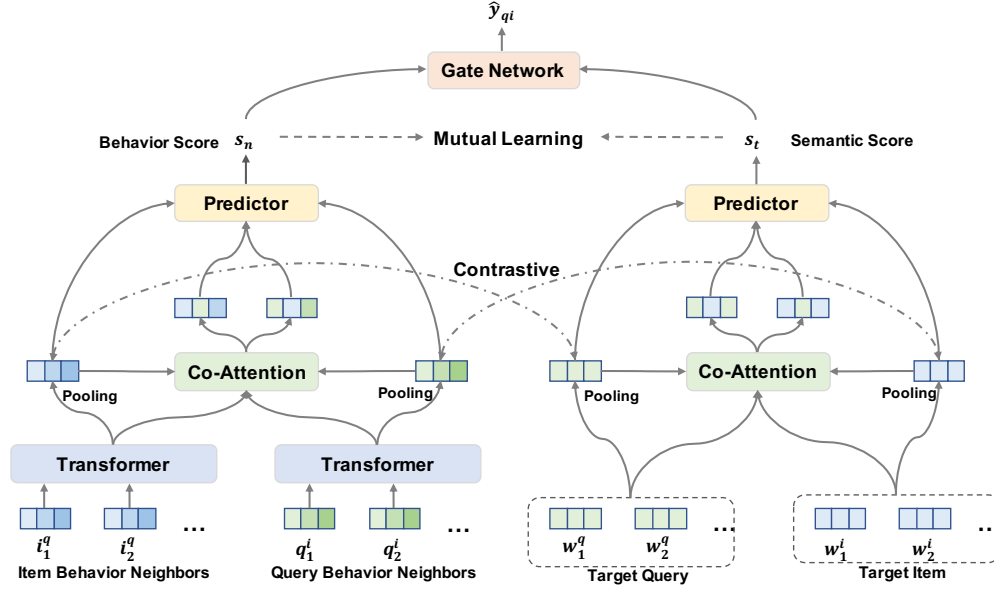 ŷ_{qi}
Gate Network
Behavior Score s_n
Mutual Learning
s_t Semantic Score
Predictor
Predictor
Contrastive
Co-Attention
Co-Attention
Pooling
Pooling
Pooling
Pooling
Transformer
Transformer
...
...
...
...
i_1^q
i_2^q
q_1^i
q_2^i
w_1^q
w_2^q
w_1^i
w_2^i
Item Behavior Neighbors
Query Behavior Neighbors
Target Query
Target Item